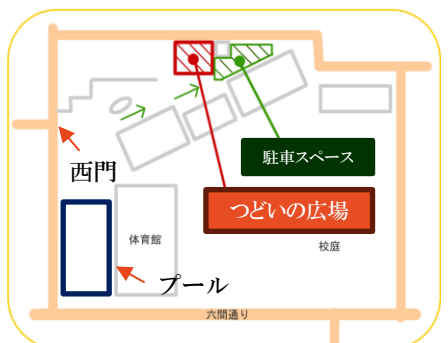 駐車スペース
西門
つどいの広場
体育館
校庭
プール
六間通り